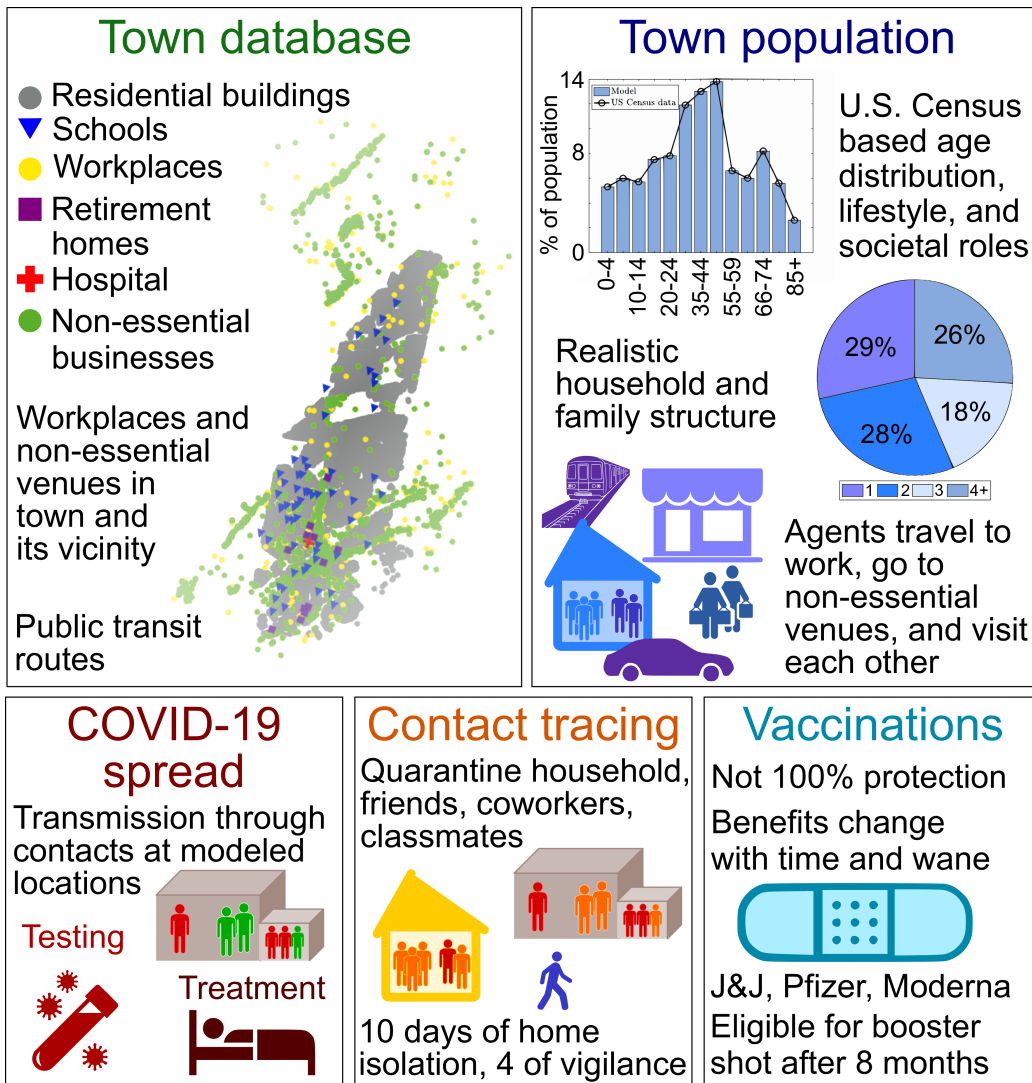 Town database
Residential buildings
Schools
Workplaces
Retirement
homes
Hospital
Non-essential
businesses
Workplaces and
non-essential
venues in
town and
its vicinity
Public transit
routes
Town population
14
8
0
% of population
Model
US Census data
0-4
10-14
20-24
35-44
55-59
66-74
85+
U.S. Census
based age
distribution,
lifestyle, and
societal roles
Realistic
household and
family structure
29%
26%
28%
18%
1 2 3 4+
Agents travel to
work, go to
non-essential
venues, and visit
each other
COVID-19
spread
Transmission through
contacts at modeled
locations
Testing
Treatment
Contact tracing
Quarantine household,
friends, coworkers,
classmates
10 days of home
isolation, 4 of vigilance
Vaccinations
Not 100% protection
Benefits change
with time and wane
J&J, Pfizer, Moderna
Eligible for booster
shot after 8 months